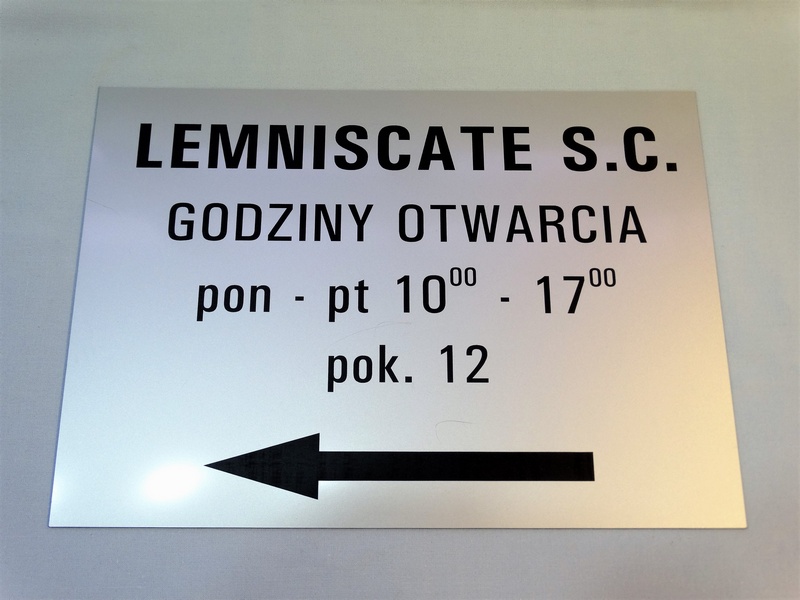 LEMNISCATE S.C.
GODZINY OTWARCIA
pon - pt 10⁰⁰ - 17⁰⁰
pok. 12